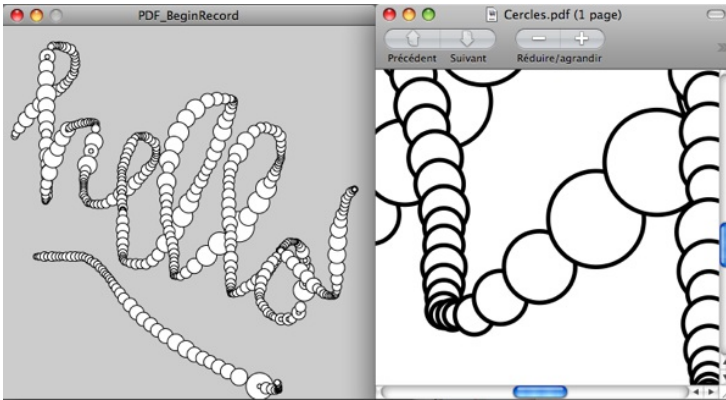 PDF_BeginRecord
hello
Cercles.pdf (1 page)
Précédent Suivant Réduire/agrandir